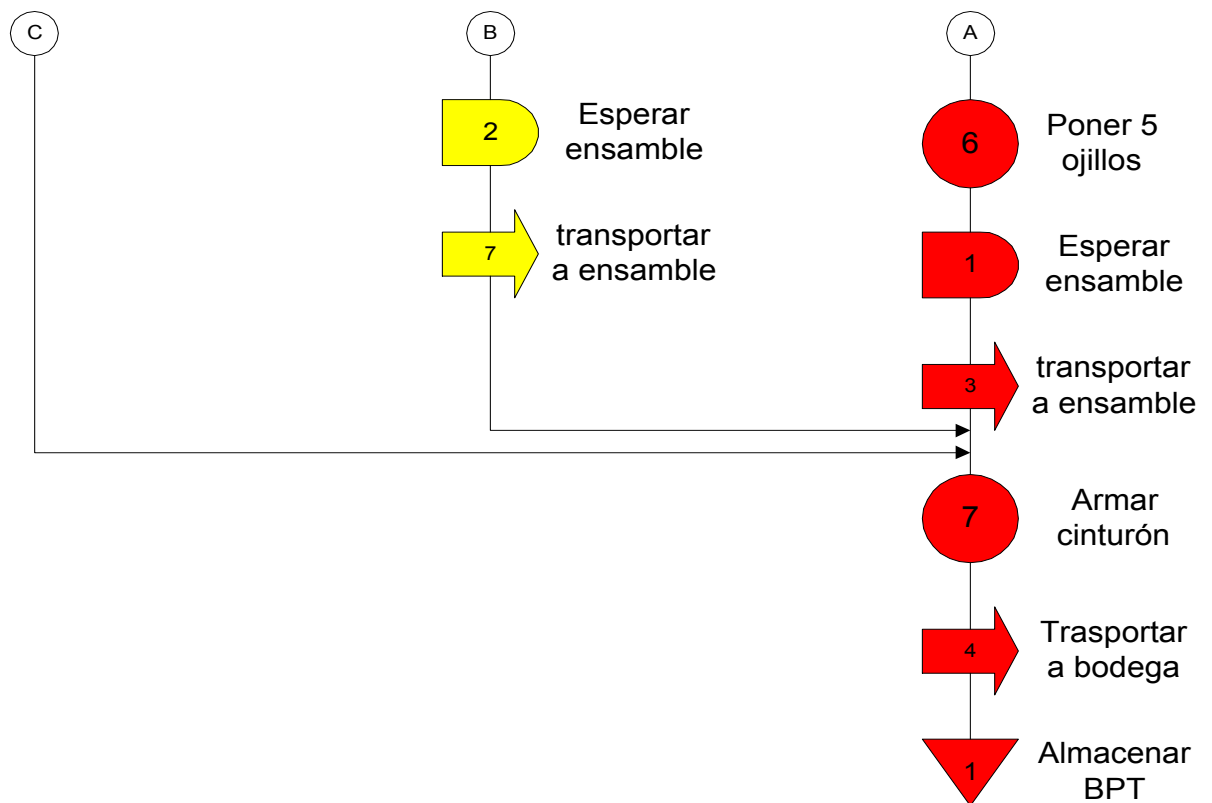 C
B
A
2
Esperar
ensamble
6
Poner 5
ojillos
7
transportar
a ensamble
1
Esperar
ensamble
3
transportar
a ensamble
7
Armar
cinturón
4
Trasportar
a bodega
1
Almacenar
BPT